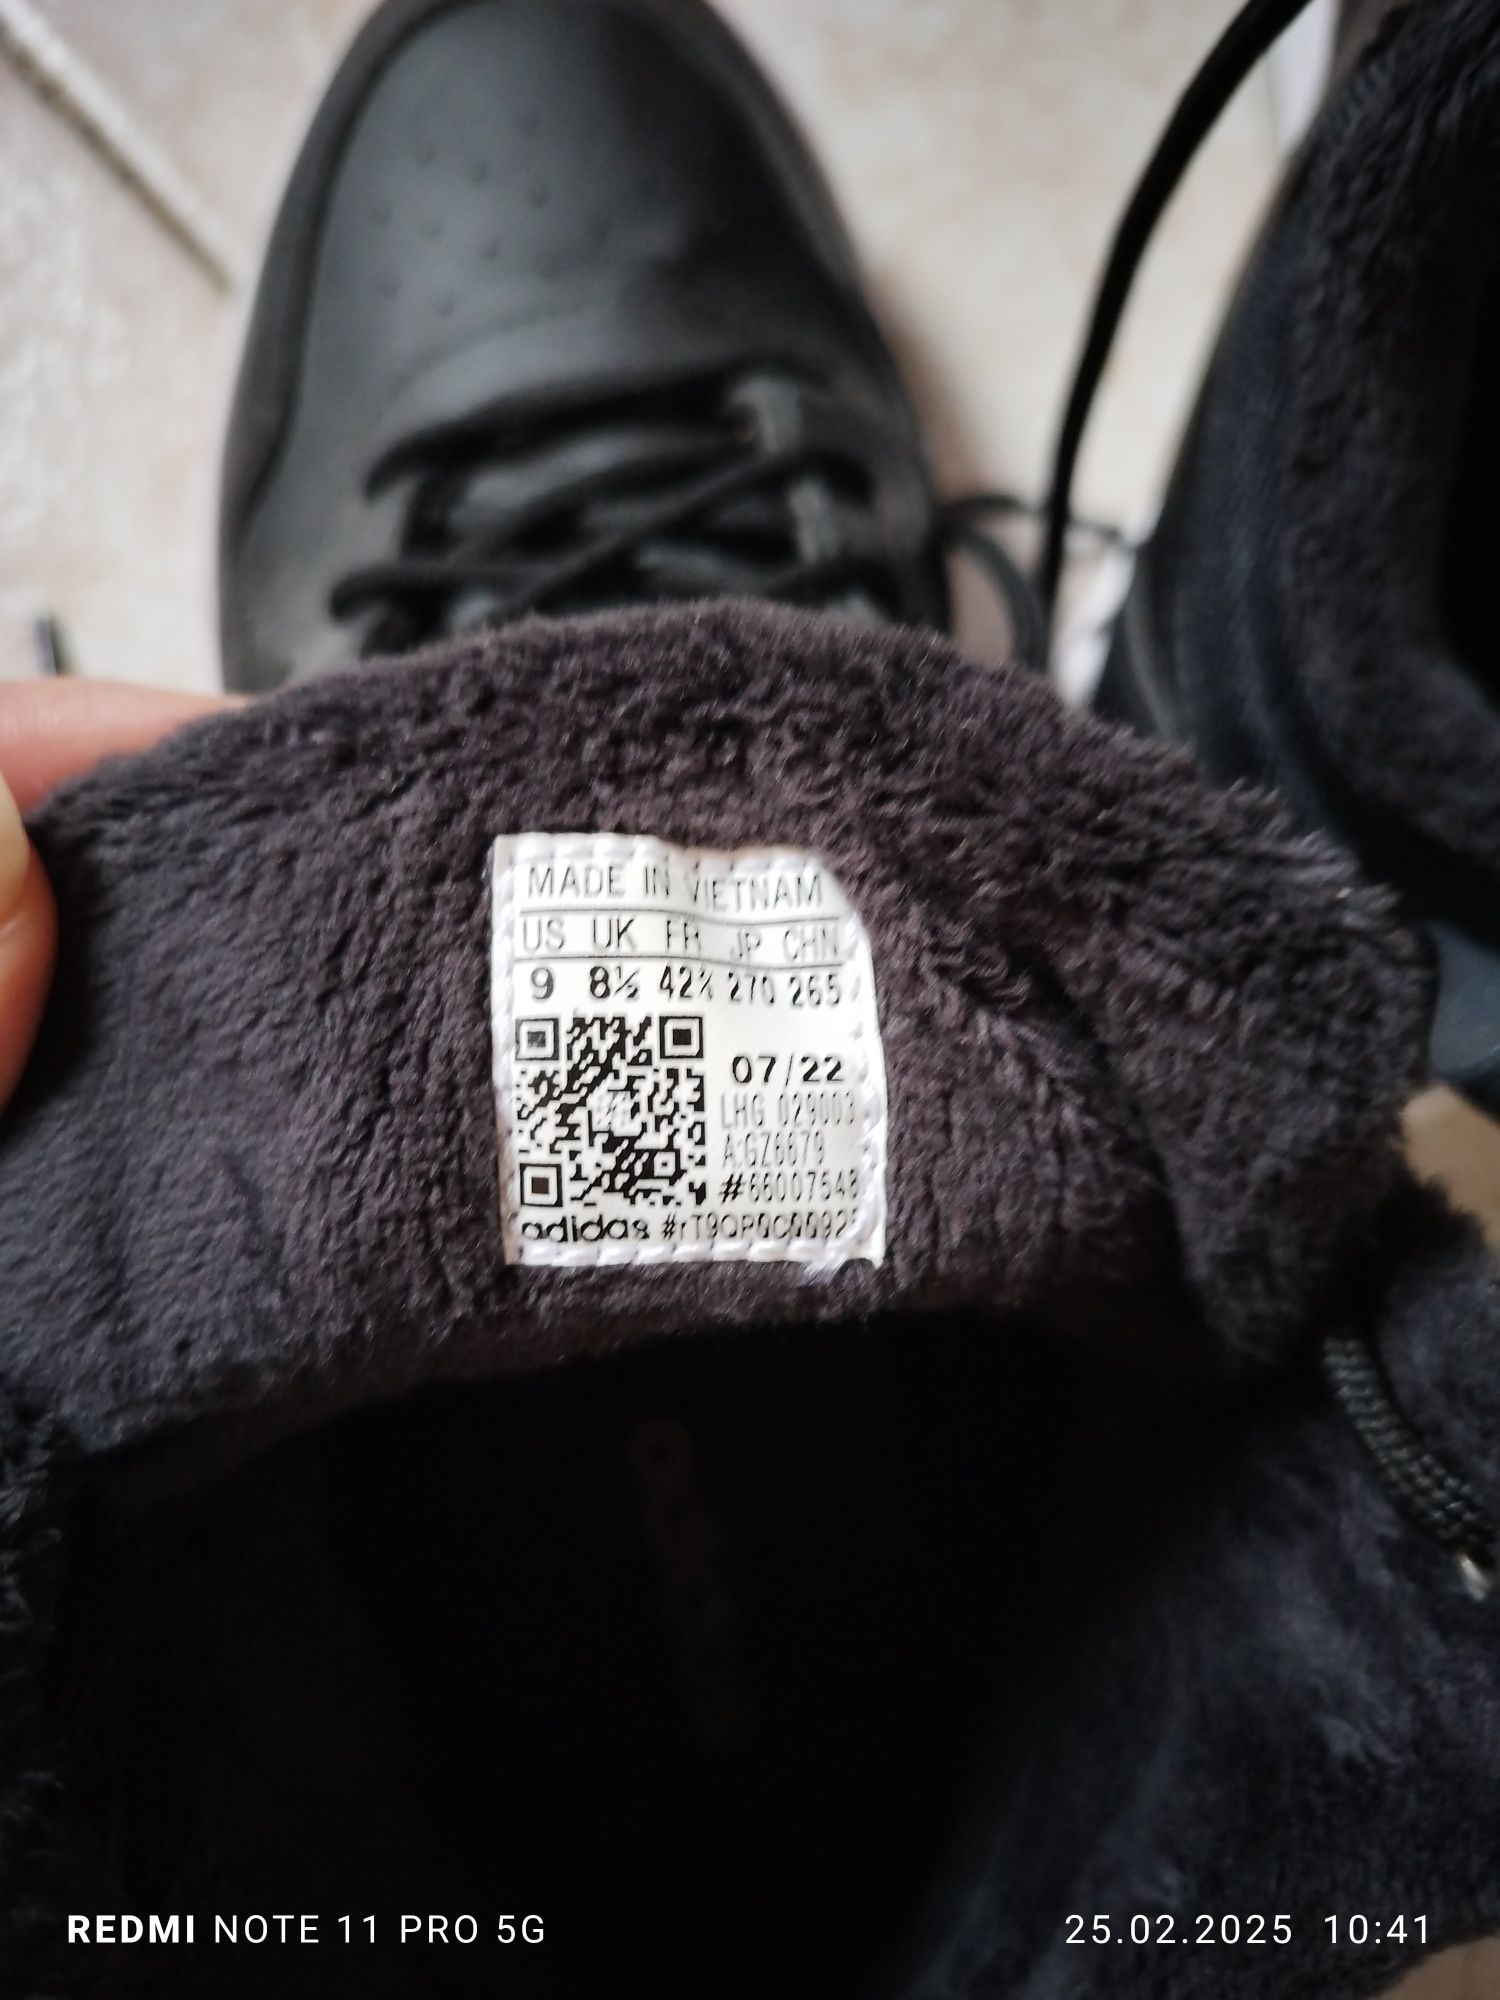 MADE IN VIETNAM
US UK FR JP CHN
9 8½ 42⅔ 270 265
07/22
LHG 029003
A:GZ6679
#66007548
adidas
REDMI NOTE 11 PRO 5G
25.02.2025 10:41